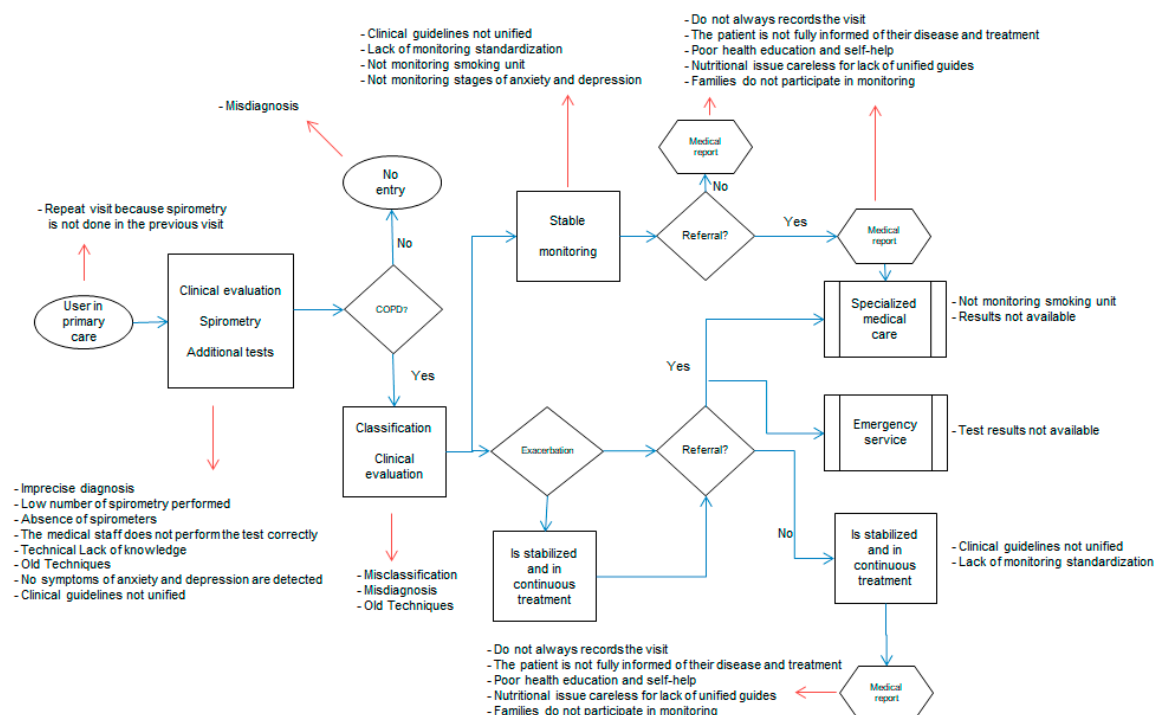 - Clinical guidelines not unified
- Lack of monitoring standardization
- Not monitoring smoking unit
- Not monitoring stages of anxiety and depression
- Do not always records the visit
- The patient is not fully informed of their disease and treatment
- Poor health education and self-help
- Nutritional issue careless for lack of unified guides
- Families do not participate in monitoring
- Misdiagnosis
No
entry
Medical
report
No
- Repeat visit because spirometry
is not done in the previous visit
No
Stable
monitoring
Referral?
Yes
Medical
report
User in
primary
care
Clinical evaluation
Spirometry
Additional tests
COPD?
Specialized
medical
care
- Not monitoring smoking unit
- Results not available
Yes
Yes
Classification
Clinical
evaluation
Exacerbation
Referral?
Emergency
service
- Test results not available
No
- Imprecise diagnosis
- Low number of spirometry performed
- Absence of spirometers
- The medical staff does not perform the test correctly
- Technical Lack of knowledge
- Old Techniques
- No symptoms of anxiety and depression are detected
- Clinical guidelines not unified
- Misclassification
- Misdiagnosis
- Old Techniques
Is stabilized
and in
continuous
treatment
Is stabilized
and in
continuous
treatment
- Clinical guidelines not unified
- Lack of monitoring standardization
- Do not always records the visit
- The patient is not fully informed of their disease and treatment
- Poor health education and self-help
- Nutritional issue careless for lack of unified guides
- Families do not participate in monitoring
Medical
report